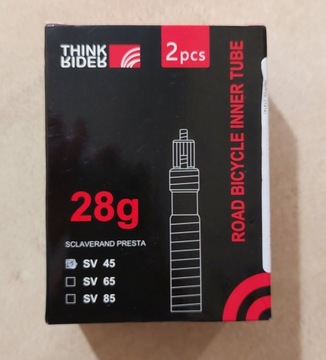 THINK
RIDER
2pcs
ROAD BICYCLE INNER TUBE
28g
SCLAVERAND PRESTA
SV 45
SV 65
SV 85